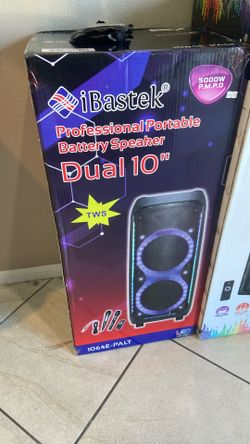 iBastek®
5000W
P.M.P.O
Professional Portable
Battery Speaker
Dual 10"
TWS
1064E-PALT